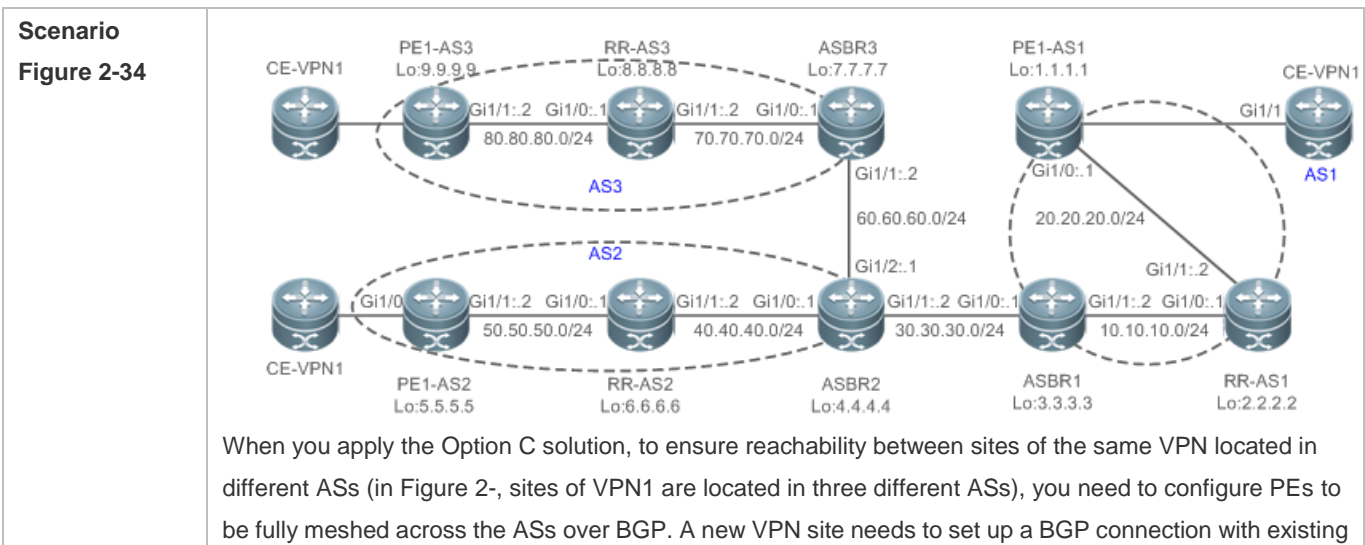 Scenario
Figure 2-34
PE1-AS3
Lo:9.9.9.9
RR-AS3
Lo:8.8.8.8
ASBR3
Lo:7.7.7.7
PE1-AS1
Lo:1.1.1.1
CE-VPN1
CE-VPN1
Gi1/1:.2
Gi1/0:.1
Gi1/1:.2
Gi1/0:.1
Gi1/1
80.80.80.0/24
70.70.70.0/24
AS3
Gi1/1:.2
Gi1/0:.1
AS1
60.60.60.0/24
20.20.20.0/24
AS2
Gi1/2:.1
Gi1/1:.2
Gi1/0
Gi1/1:.2
Gi1/0:.1
Gi1/1:.2
Gi1/0:.1
Gi1/1:.2
Gi1/0:.1
Gi1/1:.2
Gi1/0:.1
50.50.50.0/24
40.40.40.0/24
30.30.30.0/24
10.10.10.0/24
CE-VPN1
PE1-AS2
Lo:5.5.5.5
RR-AS2
Lo:6.6.6.6
ASBR2
Lo:4.4.4.4
ASBR1
Lo:3.3.3.3
RR-AS1
Lo:2.2.2.2
When you apply the Option C solution, to ensure reachability between sites of the same VPN located in
different ASs (in Figure 2-, sites of VPN1 are located in three different ASs), you need to configure PEs to
be fully meshed across the ASs over BGP. A new VPN site needs to set up a BGP connection with existing